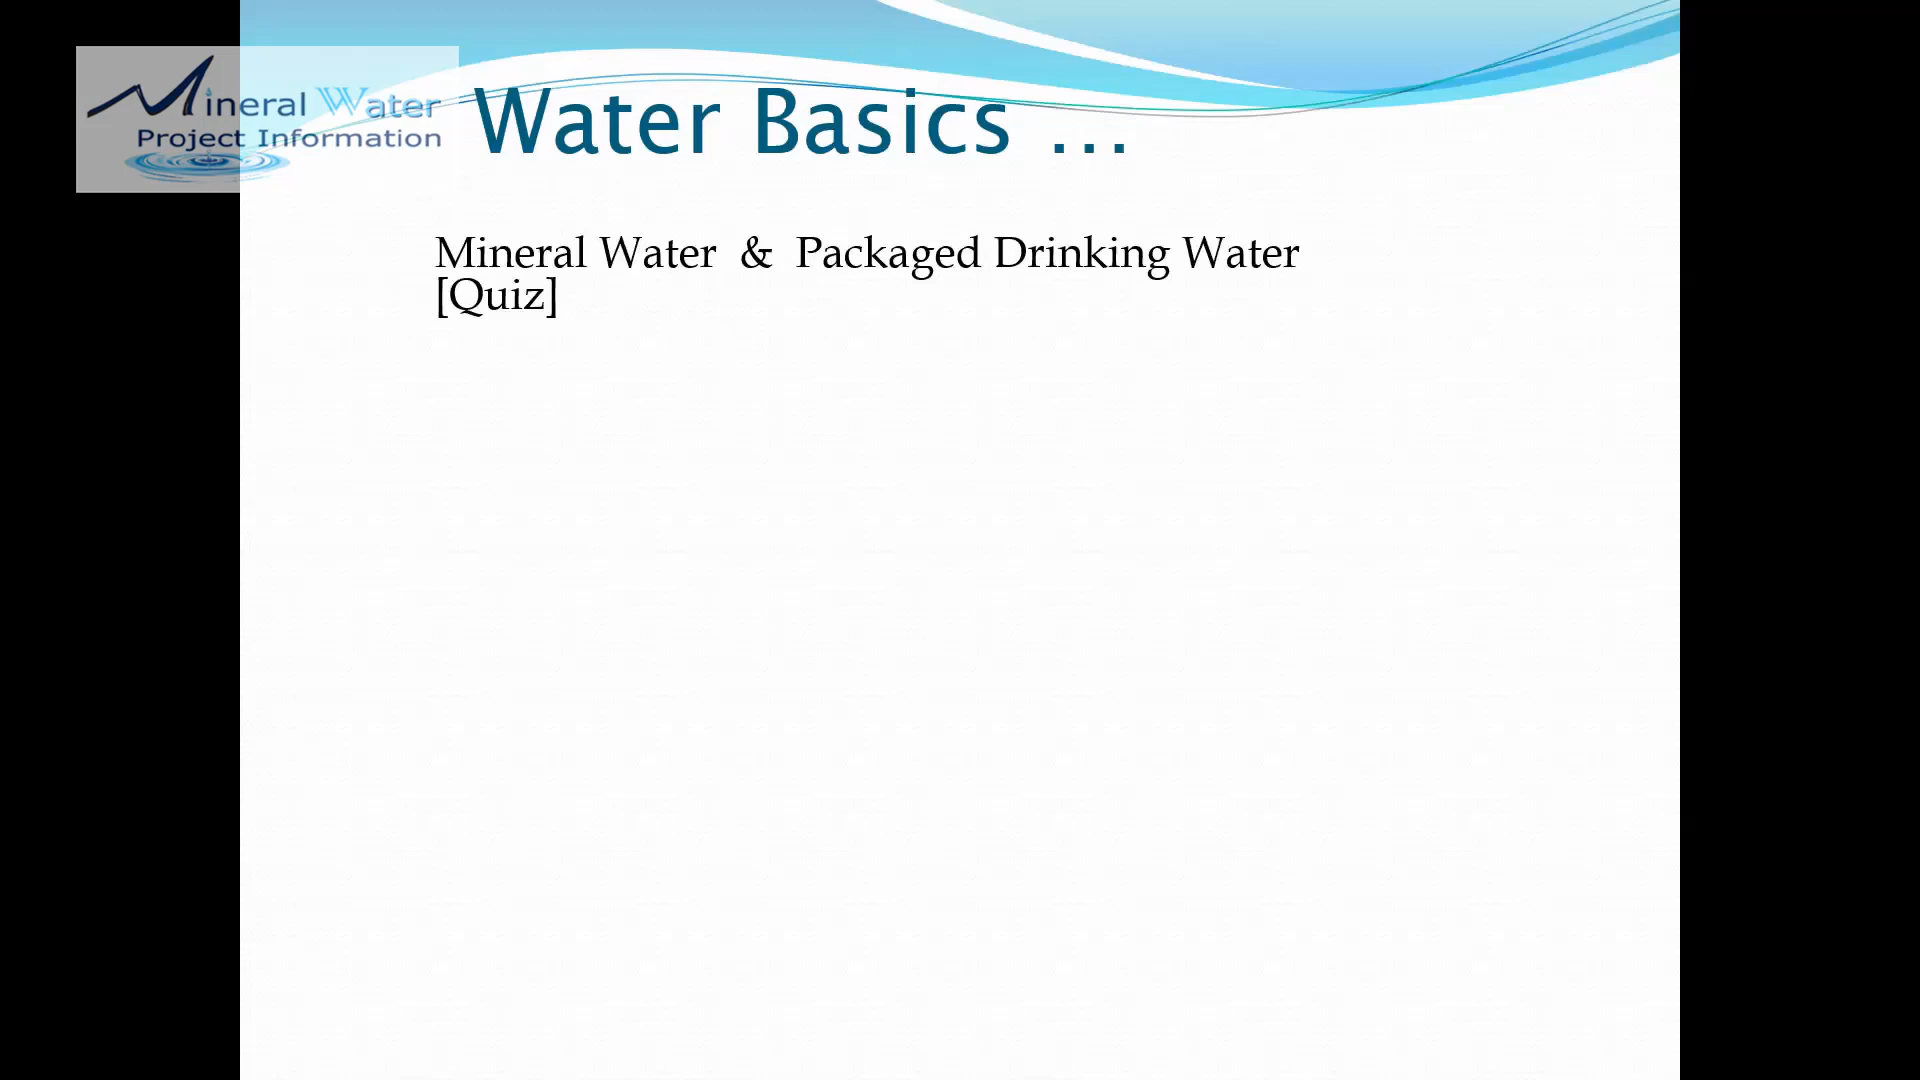 Mineral Water
Project Information
Water Basics ...
Mineral Water & Packaged Drinking Water
[Quiz]